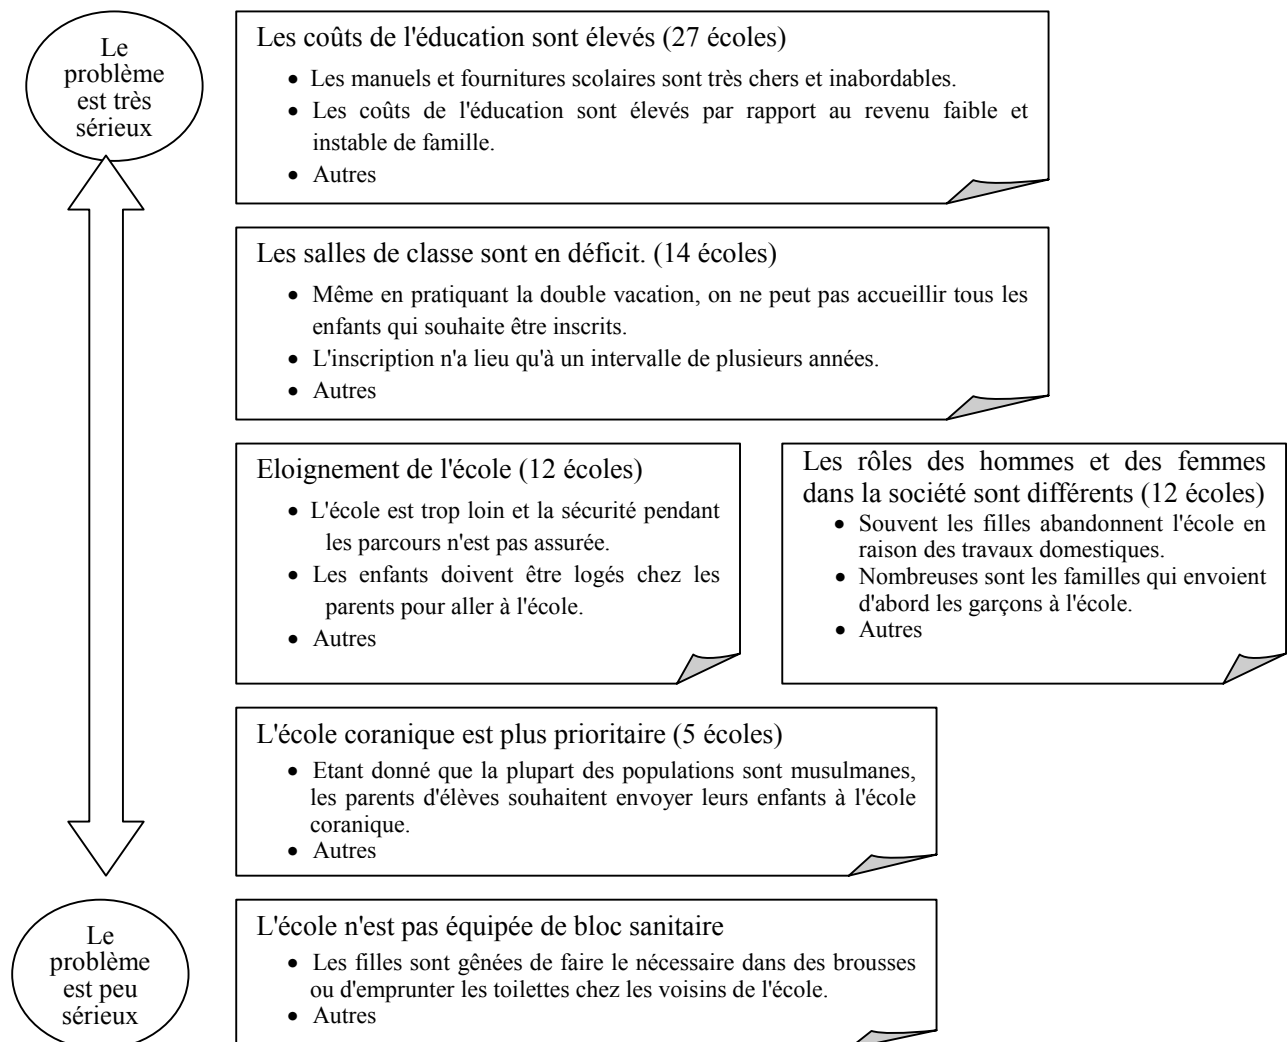 Le
problème
est très
sérieux
Les coûts de l'éducation sont élevés (27 écoles)
• Les manuels et fournitures scolaires sont très chers et inabordables.
• Les coûts de l'éducation sont élevés par rapport au revenu faible et
instable de famille.
• Autres
Les salles de classe sont en déficit. (14 écoles)
• Même en pratiquant la double vacation, on ne peut pas accueillir tous les
enfants qui souhaite être inscrits.
• L'inscription n'a lieu qu'à un intervalle de plusieurs années.
• Autres
Eloignement de l'école (12 écoles)
• L'école est trop loin et la sécurité pendant
les parcours n'est pas assurée.
• Les enfants doivent être logés chez les
parents pour aller à l'école.
• Autres
Les rôles des hommes et des femmes
dans la société sont différents (12 écoles)
• Souvent les filles abandonnent l'école en
raison des travaux domestiques.
• Nombreuses sont les familles qui envoient
d'abord les garçons à l'école.
• Autres
L'école coranique est plus prioritaire (5 écoles)
• Etant donné que la plupart des populations sont musulmanes,
les parents d'élèves souhaitent envoyer leurs enfants à l'école
coranique.
• Autres
Le
problème
est peu
sérieux
L'école n'est pas équipée de bloc sanitaire
• Les filles sont gênées de faire le nécessaire dans des brousses
ou d'emprunter les toilettes chez les voisins de l'école.
• Autres